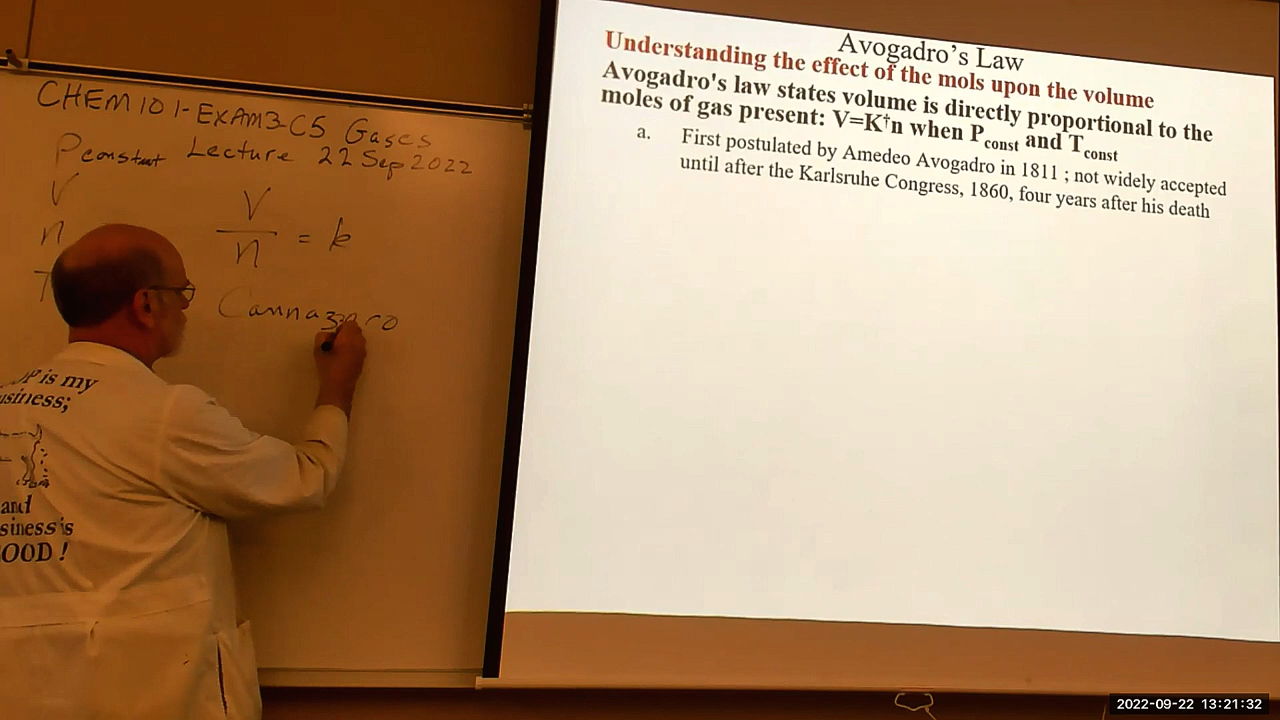 CHEM 101-EXAM3-C5 Gases
Pconstant Lecture 22 Sep 2022
V
n
T
V
n = k
Cannazzaro
is my
usiness;
and
siness is
OOD !
Avogadro's Law
Understanding the effect of the mols upon the volume
Avogadro's law states volume is directly proportional to the
moles of gas present: V=K†n when Pconst and Tconst
a. First postulated by Amedeo Avogadro in 1811 ; not widely accepted
until after the Karlsruhe Congress, 1860, four years after his death
2022-09-22 13:21:32